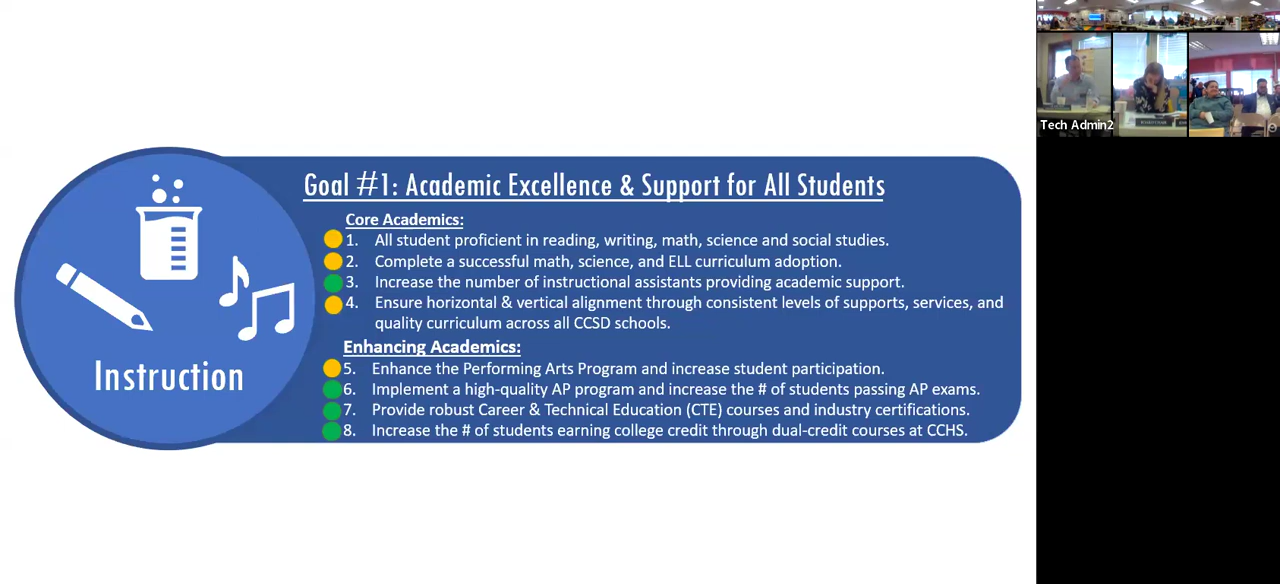 Goal #1: Academic Excellence & Support for All Students
Core Academics:
1. All student proficient in reading, writing, math, science and social studies.
2. Complete a successful math, science, and ELL curriculum adoption.
3. Increase the number of instructional assistants providing academic support.
4. Ensure horizontal & vertical alignment through consistent levels of supports, services, and
quality curriculum across all CCSD schools.
Enhancing Academics:
5. Enhance the Performing Arts Program and increase student participation.
6. Implement a high-quality AP program and increase the # of students passing AP exams.
7. Provide robust Career & Technical Education (CTE) courses and industry certifications.
8. Increase the # of students earning college credit through dual-credit courses at CCHS.
Instruction
Tech Admin2